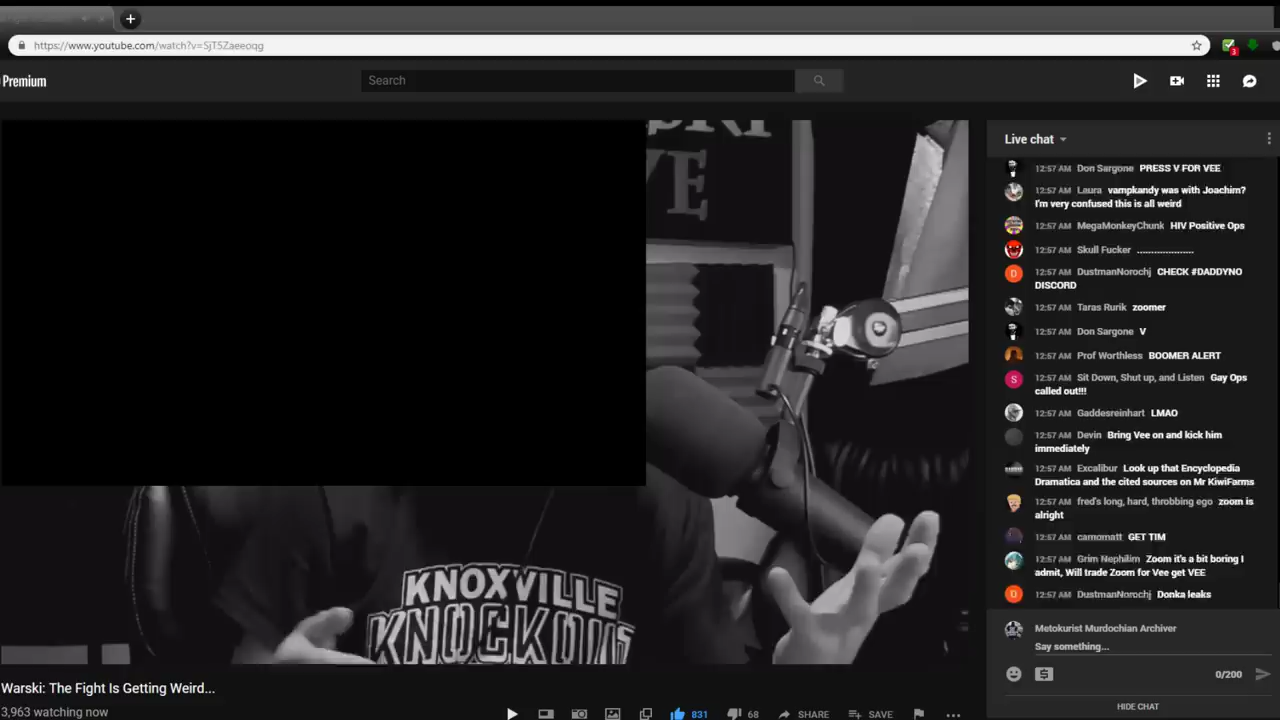 https://www.youtube.com/watch?v=SjT5Zaeeoqg
3
Premium
Search
VE
KNOXVILLE
KNOCKOUT
Live chat
12:57 AM Don Sargone PRESS V FOR VEE
12:57 AM Laura vampkandy was with Joachim?
I'm very confused this is all weird
12:57 AM MegaMonkeyChunk HIV Positive Ops
12:57 AM Skull Fucker .....................
D 12:57 AM DustmanNorochj CHECK #DADDYNO
DISCORD
12:57 AM Taras Rurik zoomer
12:57 AM Don Sargone V
12:57 AM Prof Worthless BOOMER ALERT
S 12:57 AM Sit Down, Shut up, and Listen Gay Ops
called out!!!
12:57 AM Gaddesreinhart LMAO
12:57 AM Devin Bring Vee on and kick him
immediately
12:57 AM Excalibur Look up that Encyclopedia
Dramatica and the cited sources on Mr KiwiFarms
12:57 AM fred's long, hard, throbbing ego zoom is
alright
12:57 AM camomatt GET TIM
12:57 AM Grim Nephilim Zoom it's a bit boring I
admit, Will trade Zoom for Vee get VEE
D 12:57 AM DustmanNorochj Donka leaks
Metokurist Murdochian Archiver
Say something...
0/200
HIDE CHAT
Warski: The Fight Is Getting Weird...
3,963 watching now
831 68 SHARE SAVE